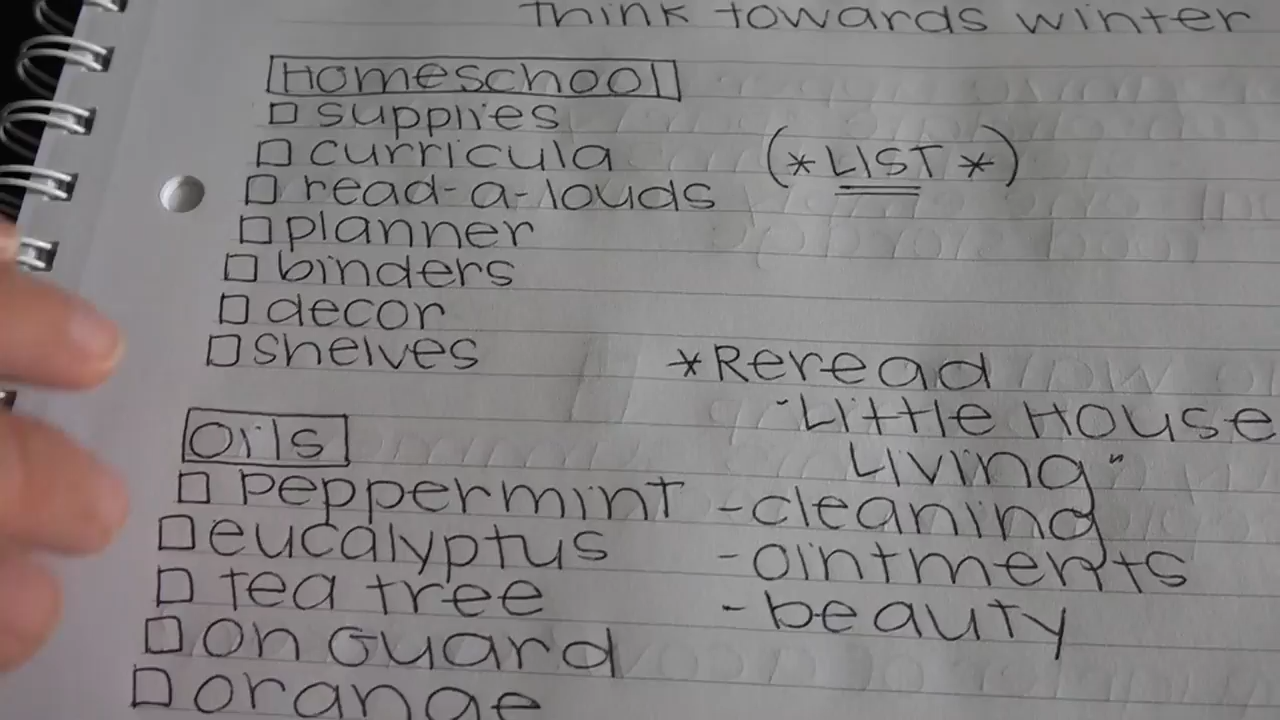 Think towards winter
Homeschool
supplies
curricula
(*LIST*)
read-a-louds
planner
binders
decor
shelves
*Reread
"Little House
Living"
-cleaning
-ointments
-beauty
Oils
peppermint
eucalyptus
tea tree
on Guard
orange